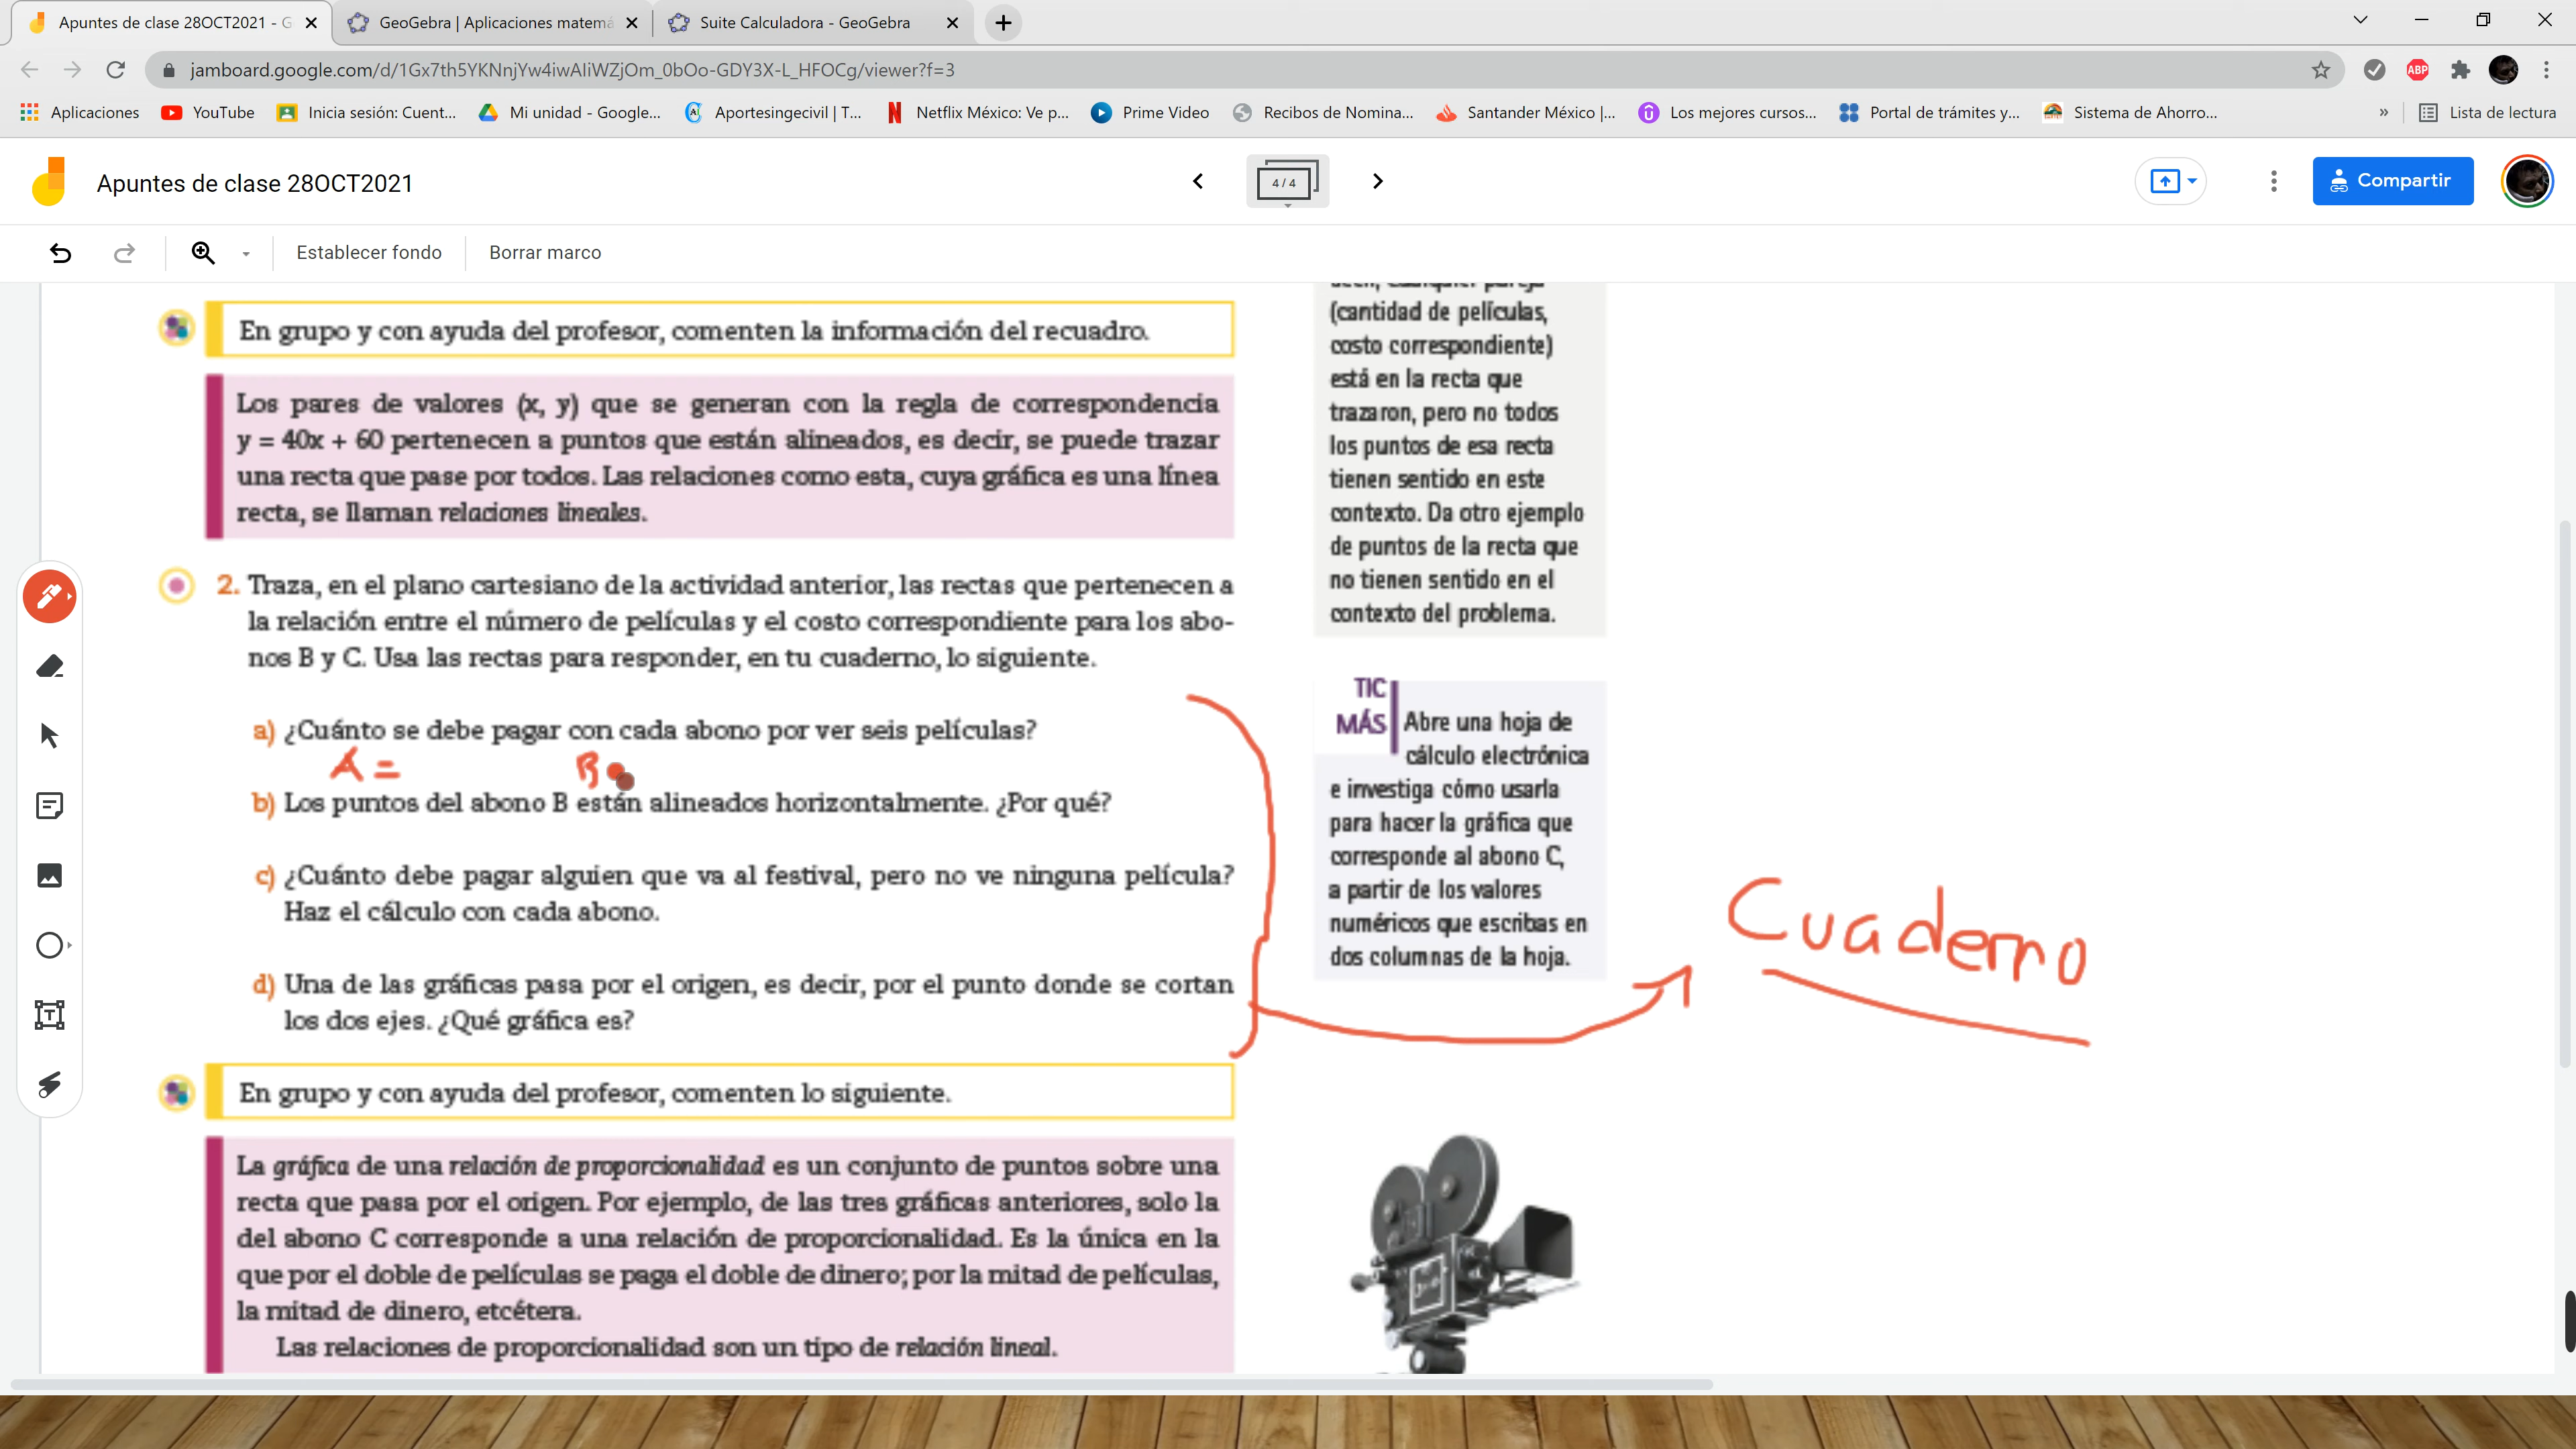 Apuntes de clase 28OCT2021 - G
GeoGebra | Aplicaciones matemá
Suite Calculadora - GeoGebra
jamboard.google.com/d/1Gx7th5YKNnjYw4iwAliWZjOm_0bOo-GDY3X-L_HFOCg/viewer?f=3
ABP
Aplicaciones
YouTube
Inicia sesión: Cuent...
Mi unidad - Google...
Aportesingecivil | T...
Netflix México: Ve p...
Prime Video
Recibos de Nomina...
Santander México |...
Los mejores cursos...
Portal de trámites y...
Sistema de Ahorro...
»
Lista de lectura
Apuntes de clase 28OCT2021
4 / 4
Compartir
Establecer fondo
Borrar marco
En grupo y con ayuda del profesor, comenten la información del recuadro.
Los pares de valores (x, y) que se generan con la regla de correspondencia
y = 40x + 60 pertenecen a puntos que están alineados, es decir, se puede trazar
una recta que pase por todos. Las relaciones como esta, cuya gráfica es una línea
recta, se llaman relaciones lineales.
2. Traza, en el plano cartesiano de la actividad anterior, las rectas que pertenecen a
la relación entre el número de películas y el costo correspondiente para los abo-
nos B y C. Usa las rectas para responder, en tu cuaderno, lo siguiente.
a) ¿Cuánto se debe pagar con cada abono por ver seis películas?
A =
B
b) Los puntos del abono B están alineados horizontalmente. ¿Por qué?
c) ¿Cuánto debe pagar alguien que va al festival, pero no ve ninguna película?
Haz el cálculo con cada abono.
d) Una de las gráficas pasa por el origen, es decir, por el punto donde se cortan
los dos ejes. ¿Qué gráfica es?
En grupo y con ayuda del profesor, comenten lo siguiente.
La gráfica de una relación de proporcionalidad es un conjunto de puntos sobre una
recta que pasa por el origen. Por ejemplo, de las tres gráficas anteriores, solo la
del abono C corresponde a una relación de proporcionalidad. Es la única en la
que por el doble de películas se paga el doble de dinero; por la mitad de películas,
la mitad de dinero, etcétera.
Las relaciones de proporcionalidad son un tipo de relación lineal.
decir, cualquier pareja
(cantidad de películas,
costo correspondiente)
está en la recta que
trazaron, pero no todos
los puntos de esa recta
tienen sentido en este
contexto. Da otro ejemplo
de puntos de la recta que
no tienen sentido en el
contexto del problema.
TIC
MÁS
Abre una hoja de
cálculo electrónica
e investiga cómo usarla
para hacer la gráfica que
corresponde al abono C,
a partir de los valores
numéricos que escribas en
dos columnas de la hoja.
Cuaderno